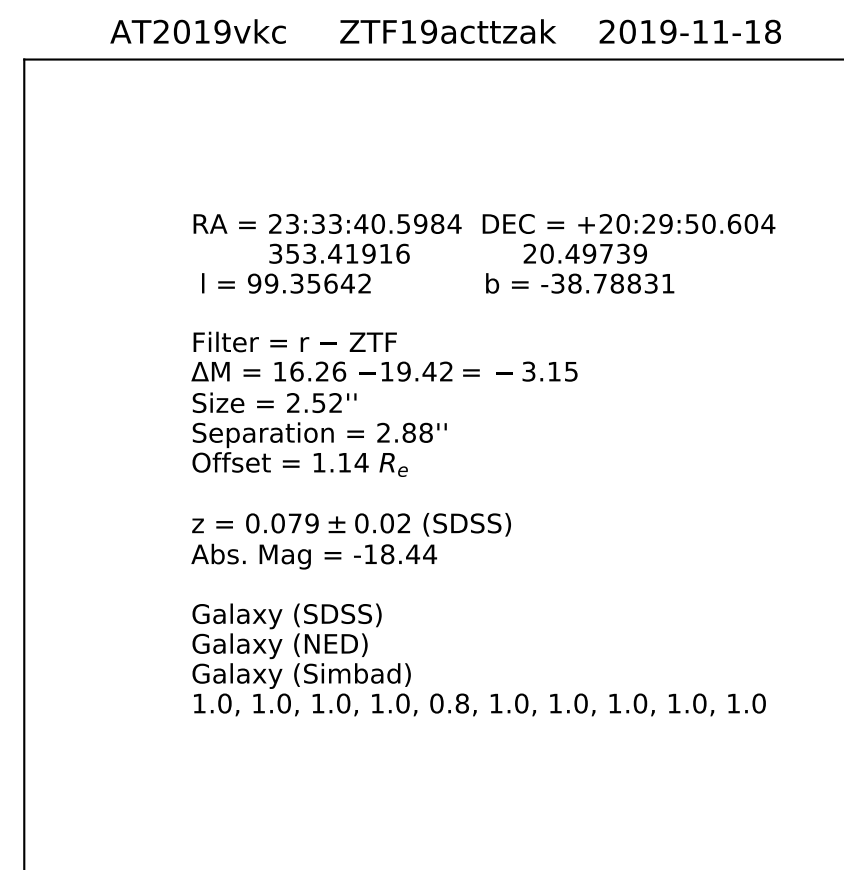 AT2019vkc ZTF19acttzak 2019-11-18
RA = 23:33:40.5984 DEC = +20:29:50.604
353.41916 20.49739
l = 99.35642 b = -38.78831
Filter = r − ZTF
ΔM = 16.26 −19.42 = − 3.15
Size = 2.52''
Separation = 2.88''
Offset = 1.14 Re
z = 0.079 ± 0.02 (SDSS)
Abs. Mag = -18.44
Galaxy (SDSS)
Galaxy (NED)
Galaxy (Simbad)
1.0, 1.0, 1.0, 1.0, 0.8, 1.0, 1.0, 1.0, 1.0, 1.0